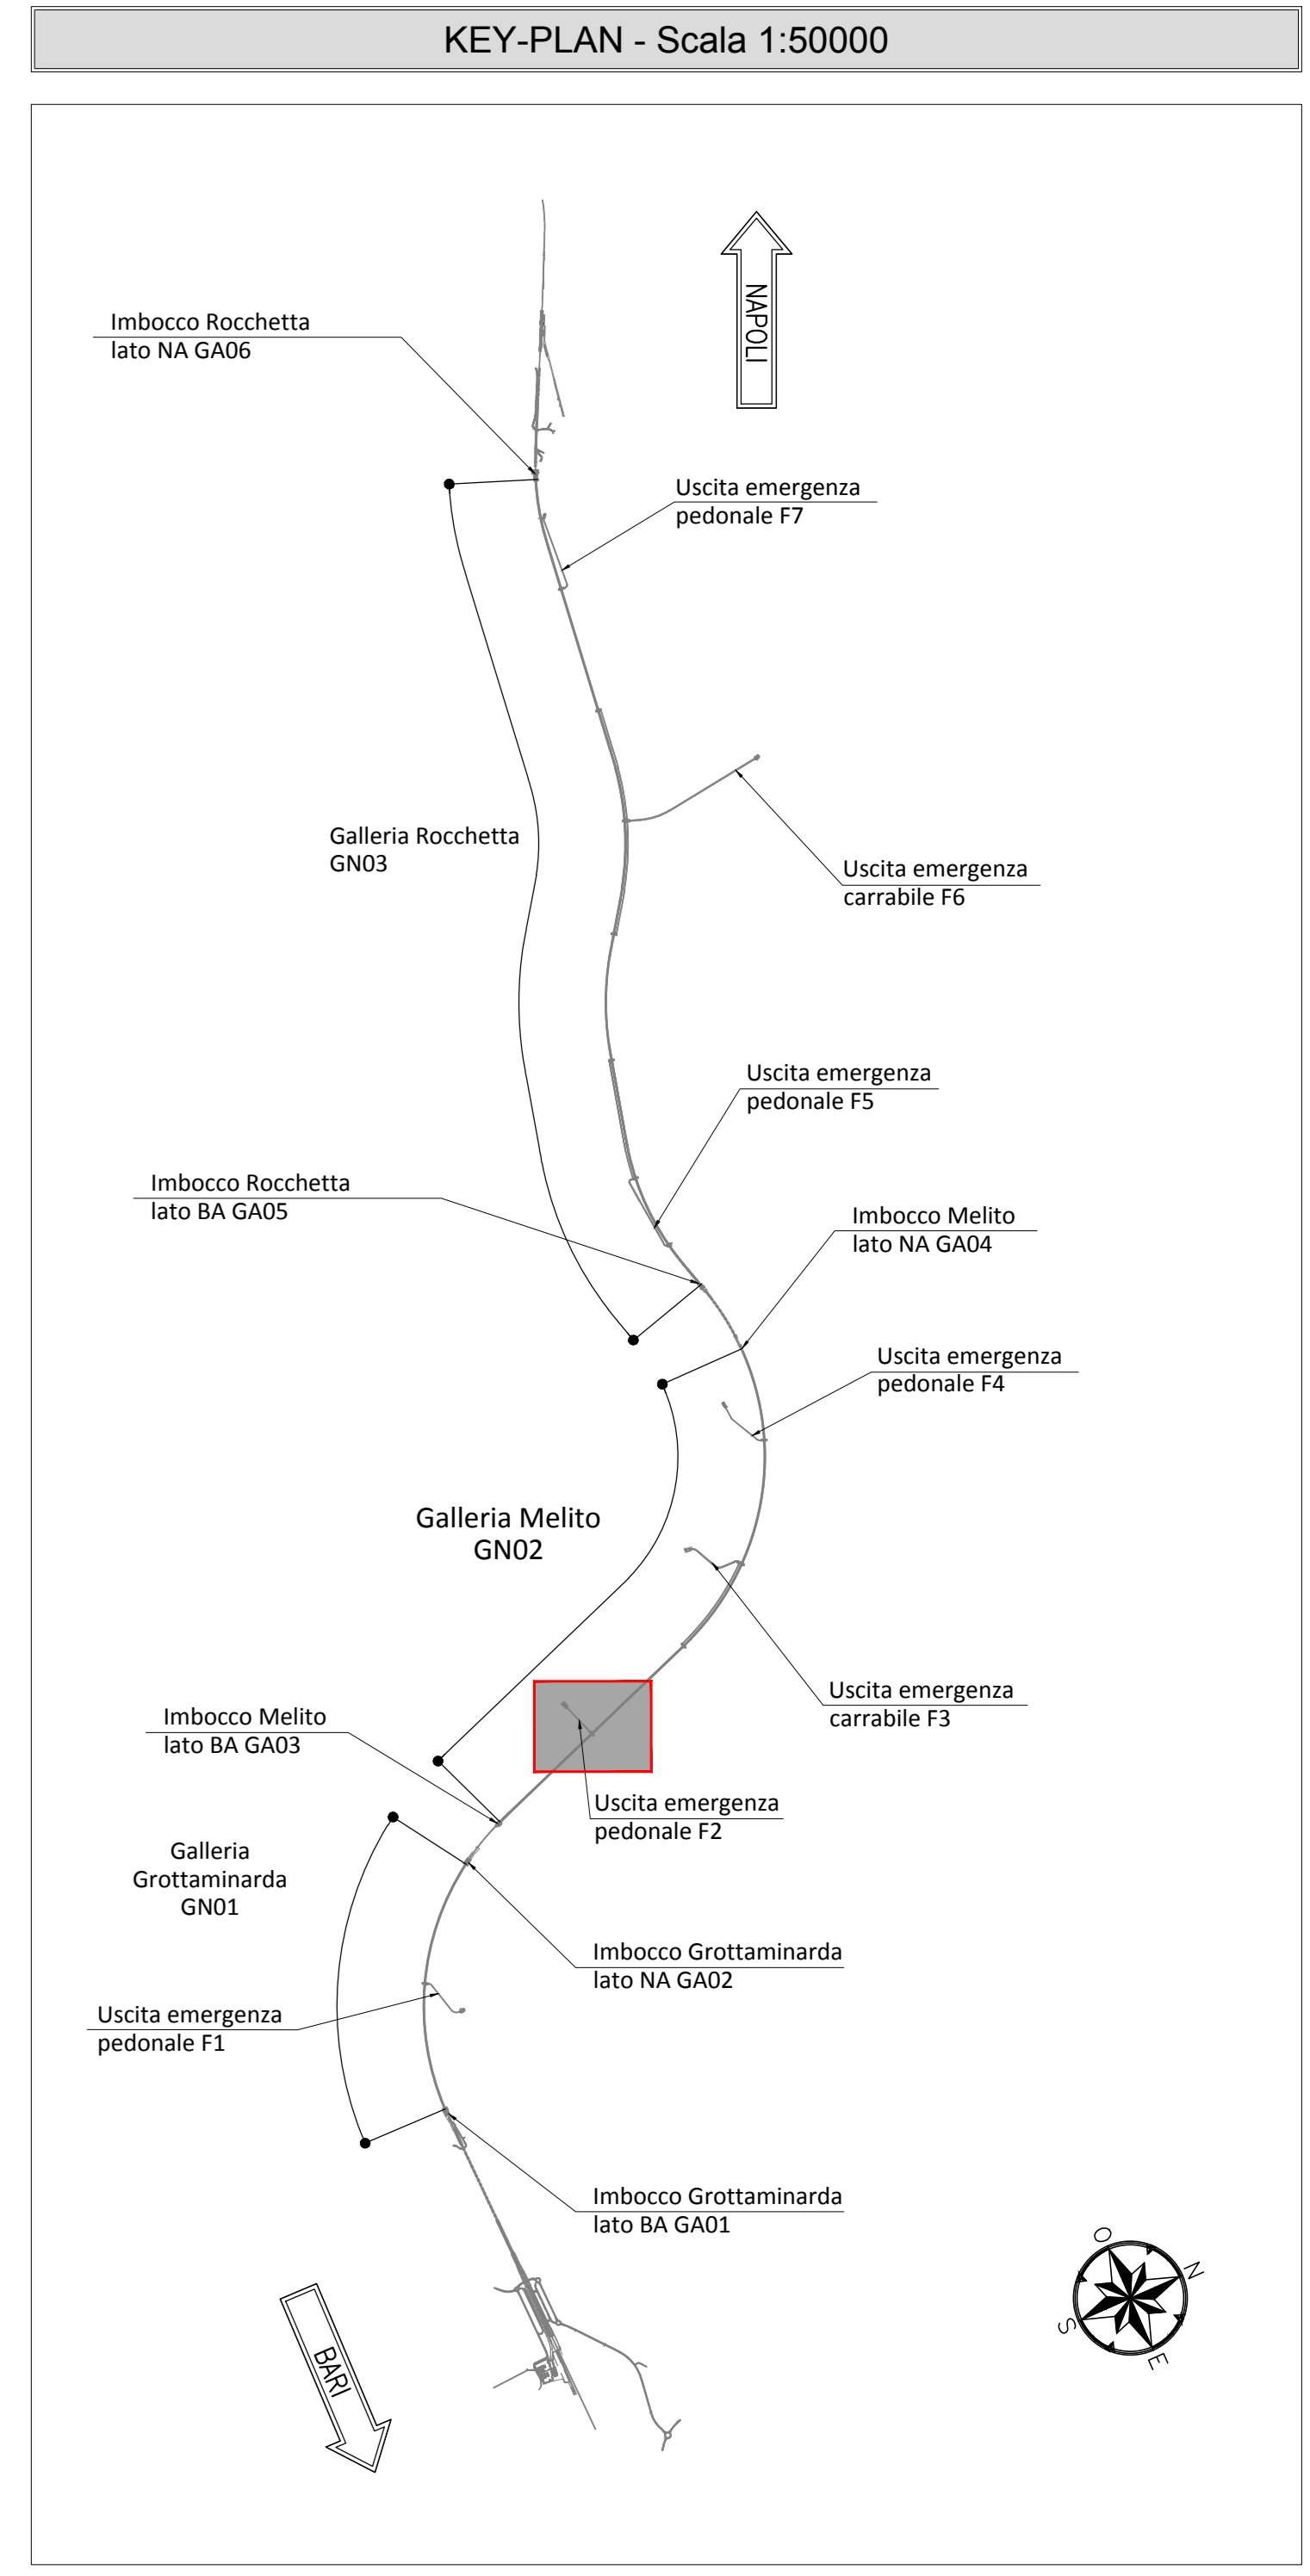 KEY-PLAN - Scala 1:50000
NAPOLI
Imbocco Rocchetta
lato NA GA06
Uscita emergenza
pedonale F7
Galleria Rocchetta
GN03
Uscita emergenza
carrabile F6
Uscita emergenza
pedonale F5
Imbocco Rocchetta
lato BA GA05
Imbocco Melito
lato NA GA04
Uscita emergenza
pedonale F4
Galleria Melito
GN02
Uscita emergenza
carrabile F3
Imbocco Melito
lato BA GA03
Uscita emergenza
pedonale F2
Galleria
Grottaminarda
GN01
Imbocco Grottaminarda
lato NA GA02
Uscita emergenza
pedonale F1
Imbocco Grottaminarda
lato BA GA01
BARI
O
N
S
E